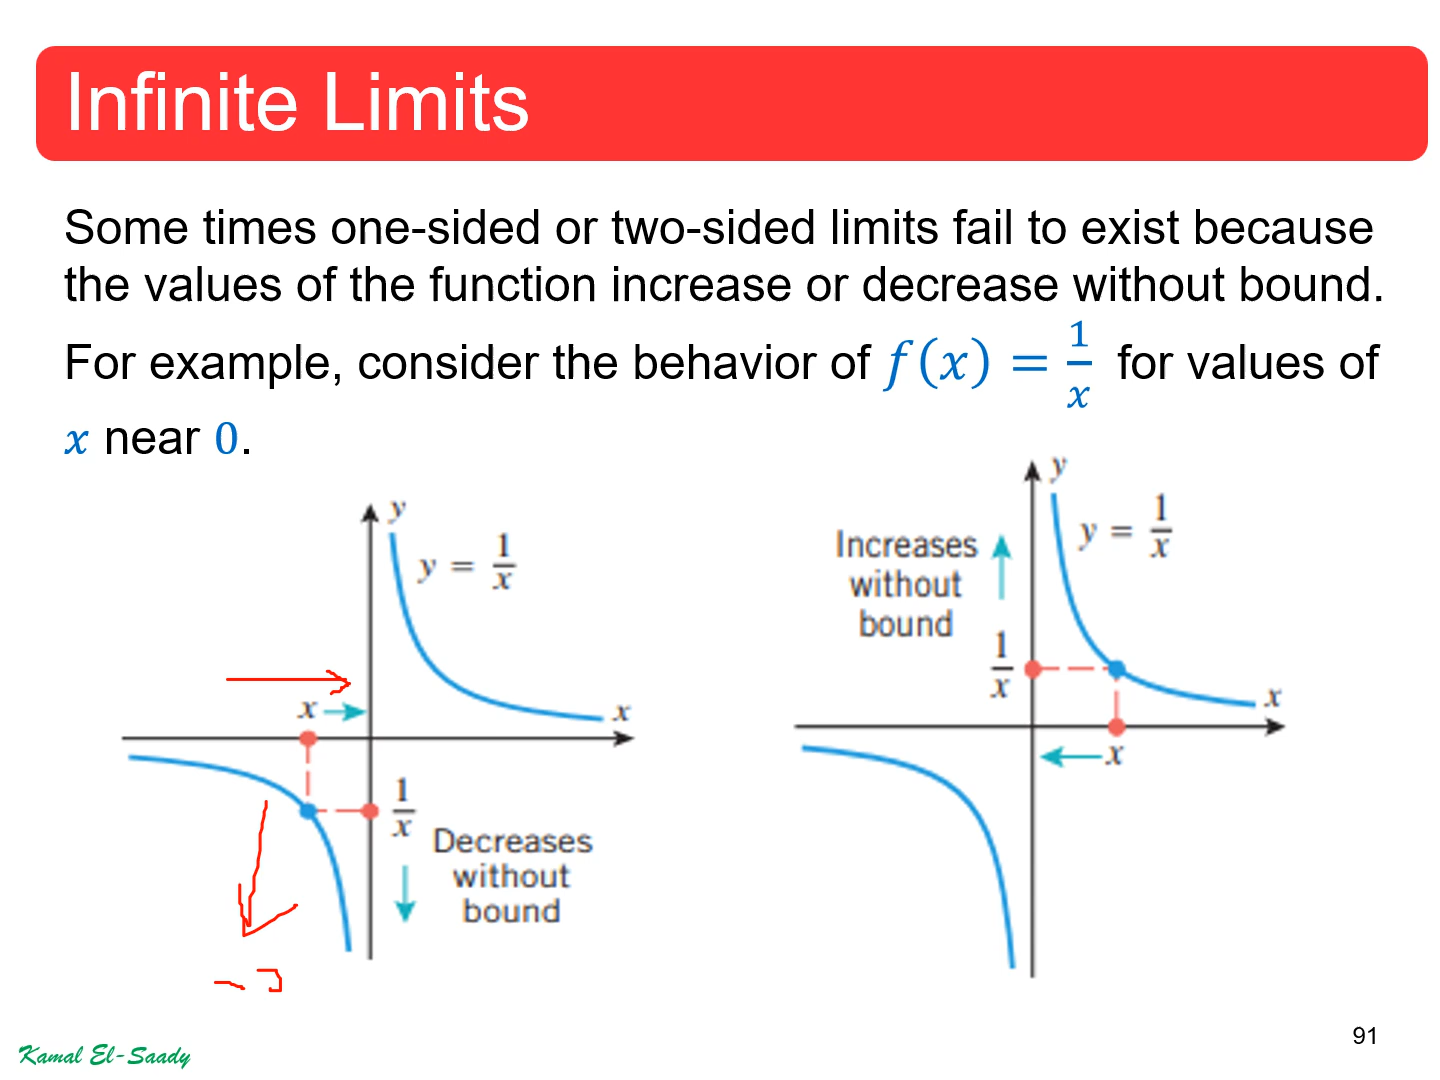 Infinite Limits
Some times one-sided or two-sided limits fail to exist because
the values of the function increase or decrease without bound.
For example, consider the behavior of f(x) = 1/x for values of
x near 0.
y
y = 1/x
x
x
1/x
Decreases
without
bound
y
y = 1/x
Increases
without
bound
1/x
x
x
91
Kamal El-Saady